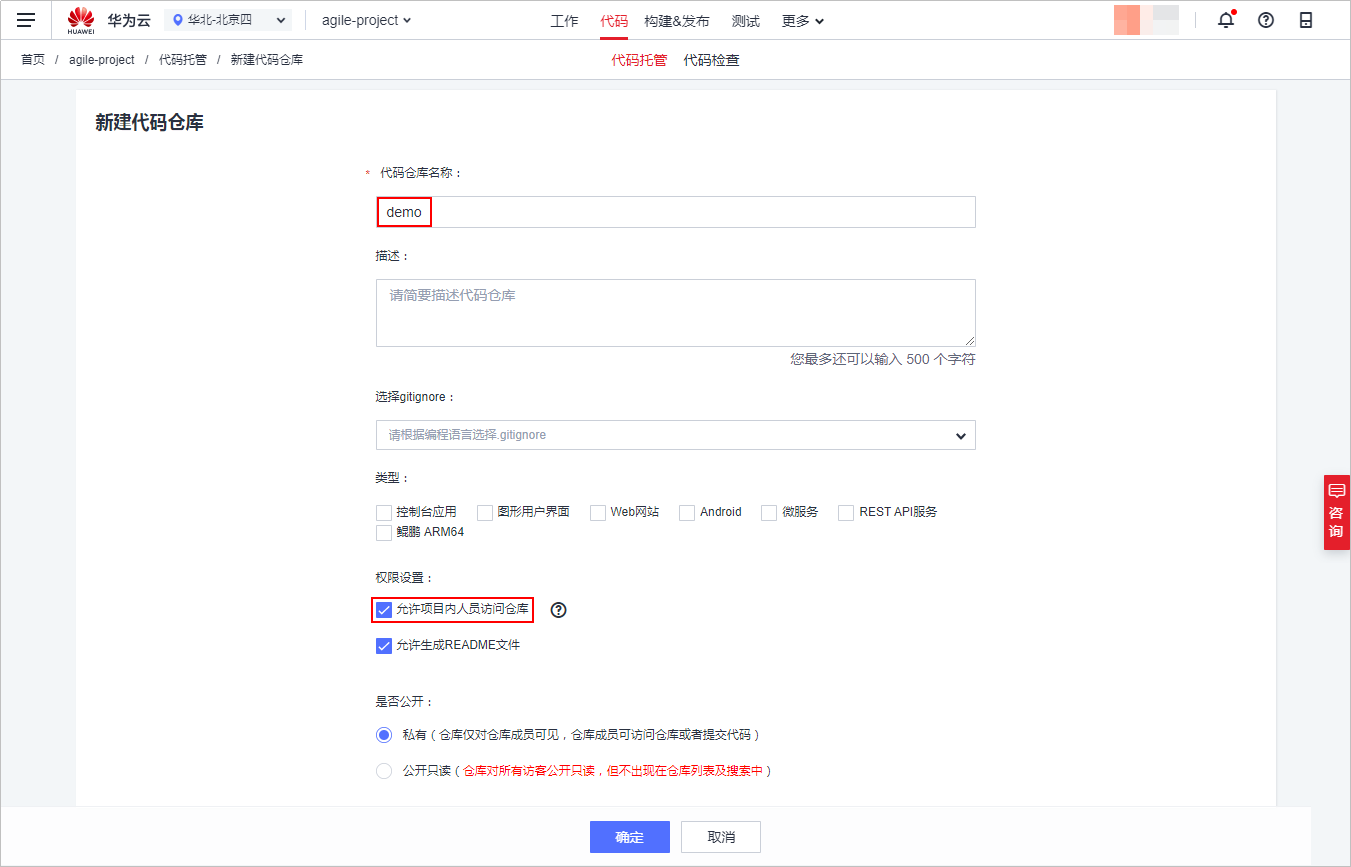 HUAWEI 华为云 华北-北京四 agile-project 工作 代码 构建&发布 测试 更多
首页 / agile-project / 代码托管 / 新建代码仓库 代码托管 代码检查
新建代码仓库
* 代码仓库名称：
demo
描述：
请简要描述代码仓库
您最多还可以输入 500 个字符
选择gitignore：
请根据编程语言选择.gitignore
类型：
控制台应用 图形用户界面 Web网站 Android 微服务 REST API服务
鲲鹏 ARM64
权限设置：
允许项目内人员访问仓库
允许生成README文件
是否公开：
私有（仓库仅对仓库成员可见，仓库成员可访问仓库或者提交代码）
公开只读（仓库对所有访客公开只读，但不出现在仓库列表及搜索中）
确定 取消
咨
询